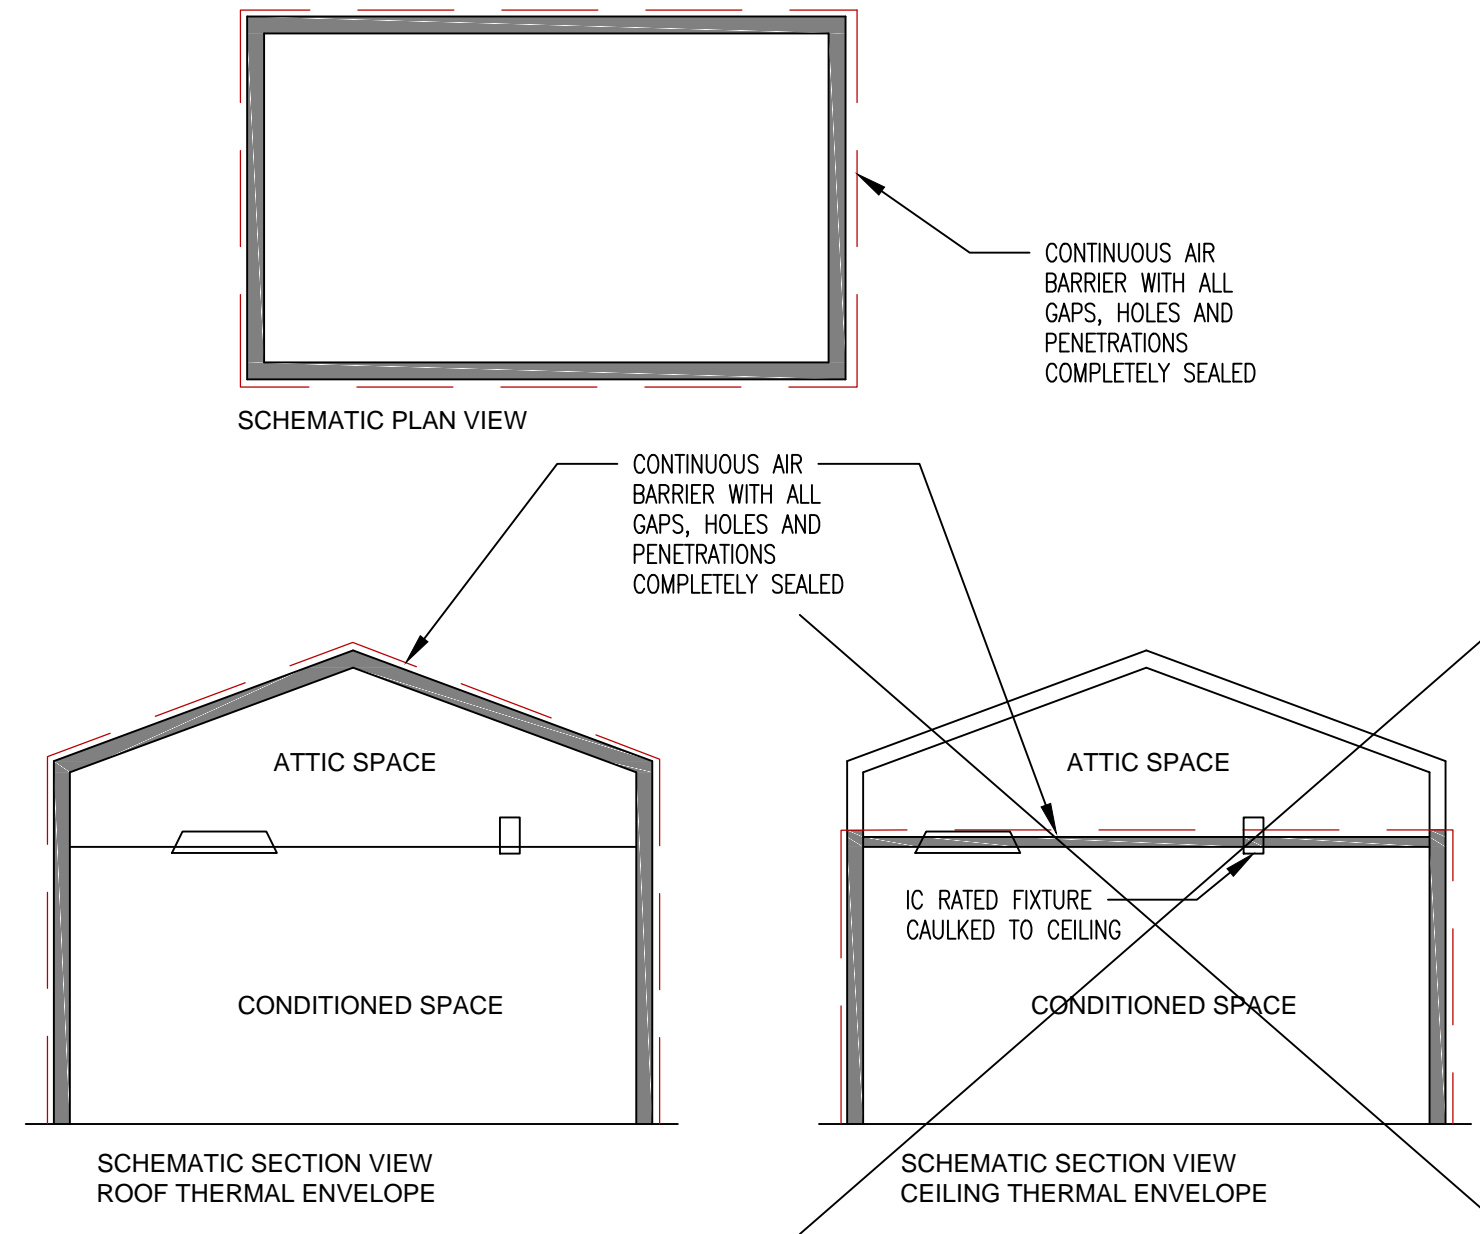 CONTINUOUS AIR
BARRIER WITH ALL
GAPS, HOLES AND
PENETRATIONS
COMPLETELY SEALED
SCHEMATIC PLAN VIEW
CONTINUOUS AIR
BARRIER WITH ALL
GAPS, HOLES AND
PENETRATIONS
COMPLETELY SEALED
ATTIC SPACE
CONDITIONED SPACE
SCHEMATIC SECTION VIEW
ROOF THERMAL ENVELOPE
ATTIC SPACE
IC RATED FIXTURE
CAULKED TO CEILING
CONDITIONED SPACE
SCHEMATIC SECTION VIEW
CEILING THERMAL ENVELOPE